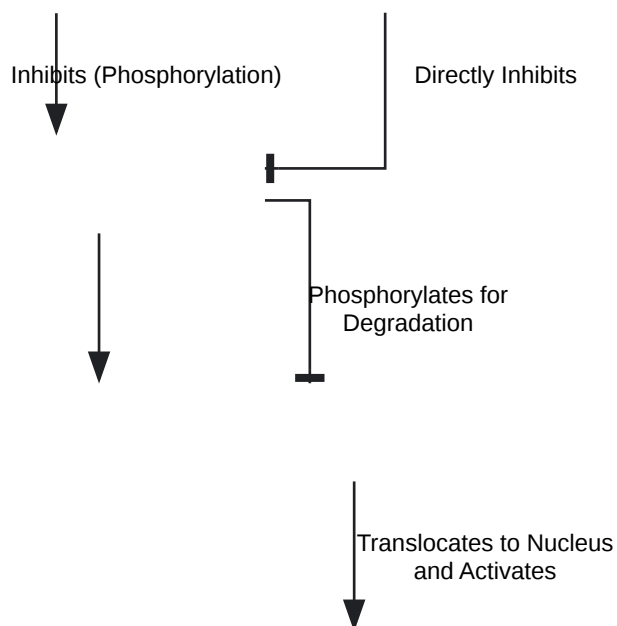 Inhibits (Phosphorylation)
Directly Inhibits
Phosphorylates for
Degradation
Translocates to Nucleus
and Activates